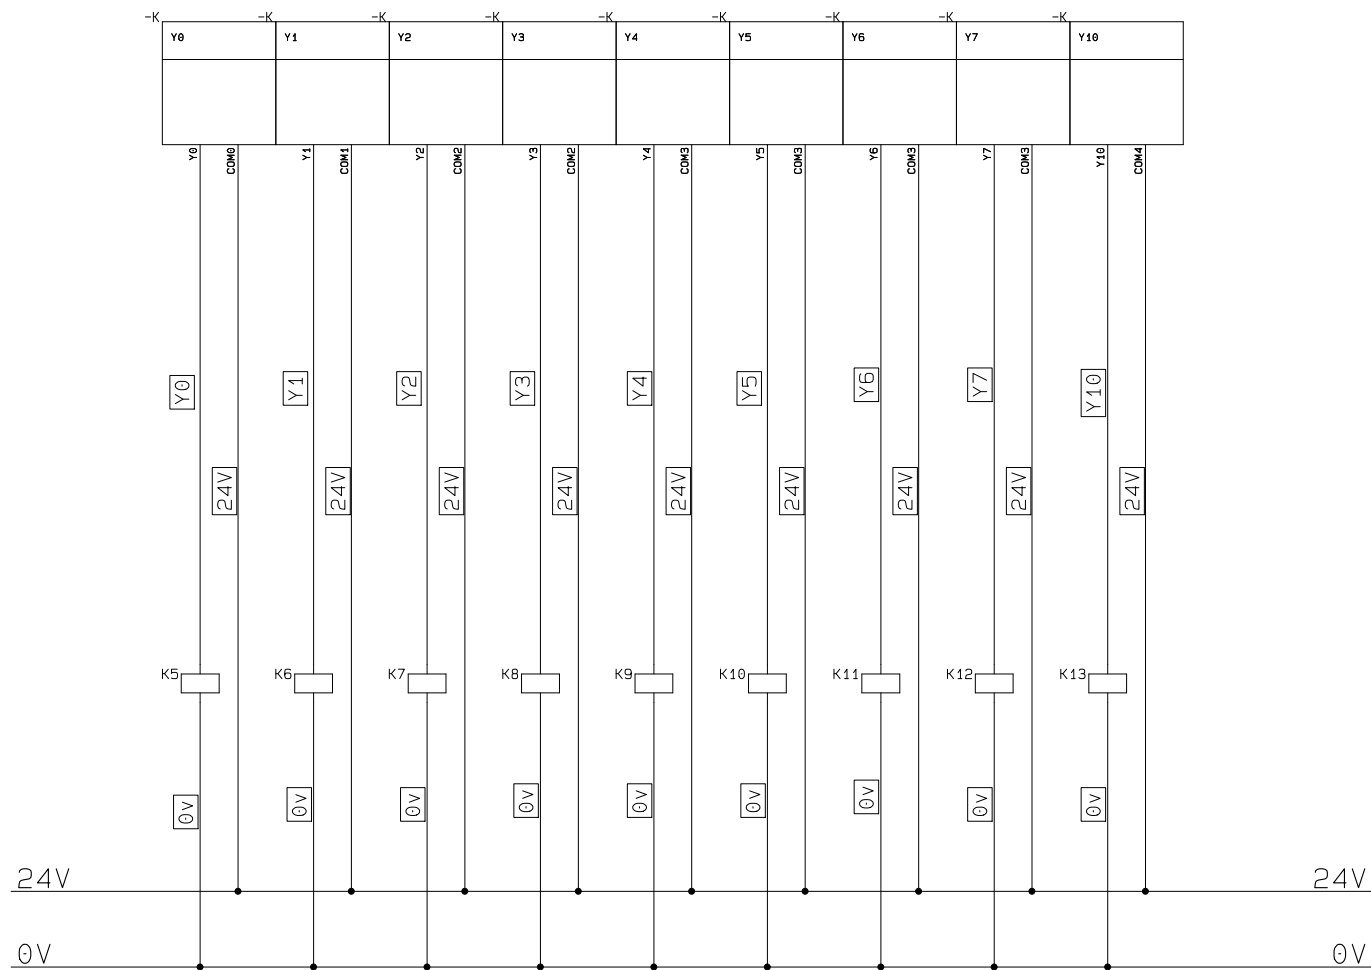 -K -K -K -K -K -K -K -K -K
Y0 Y1 Y2 Y3 Y4 Y5 Y6 Y7 Y10
Y0 COM0 Y1 COM1 Y2 COM2 Y3 COM2 Y4 COM3 Y5 COM3 Y6 COM3 Y7 COM3 Y10 COM4
Y0 Y1 Y2 Y3 Y4 Y5 Y6 Y7 Y10
24V 24V 24V 24V 24V 24V 24V 24V 24V
K5 K6 K7 K8 K9 K10 K11 K12 K13
0v 0v 0v 0v 0v 0v 0v 0v 0v
24V 24V
0V 0V